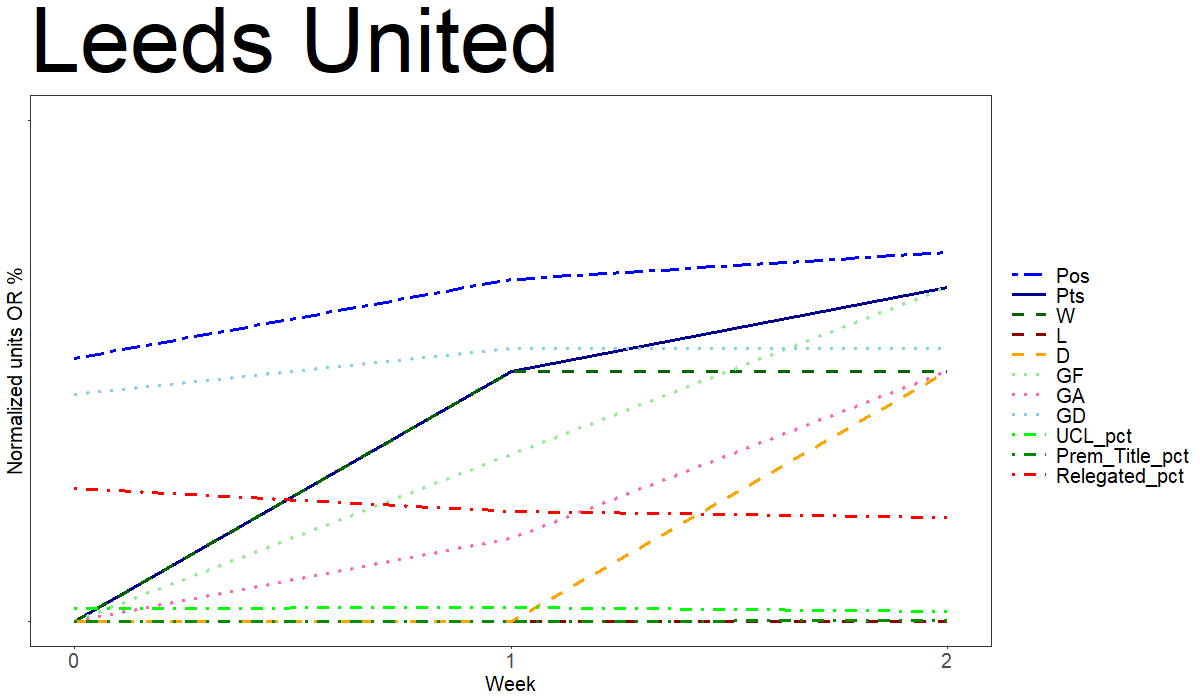 Leeds United
Normalized units OR %
0
1
2
Week
Pos
Pts
W
L
D
GF
GA
GD
UCL_pct
Prem_Title_pct
Relegated_pct